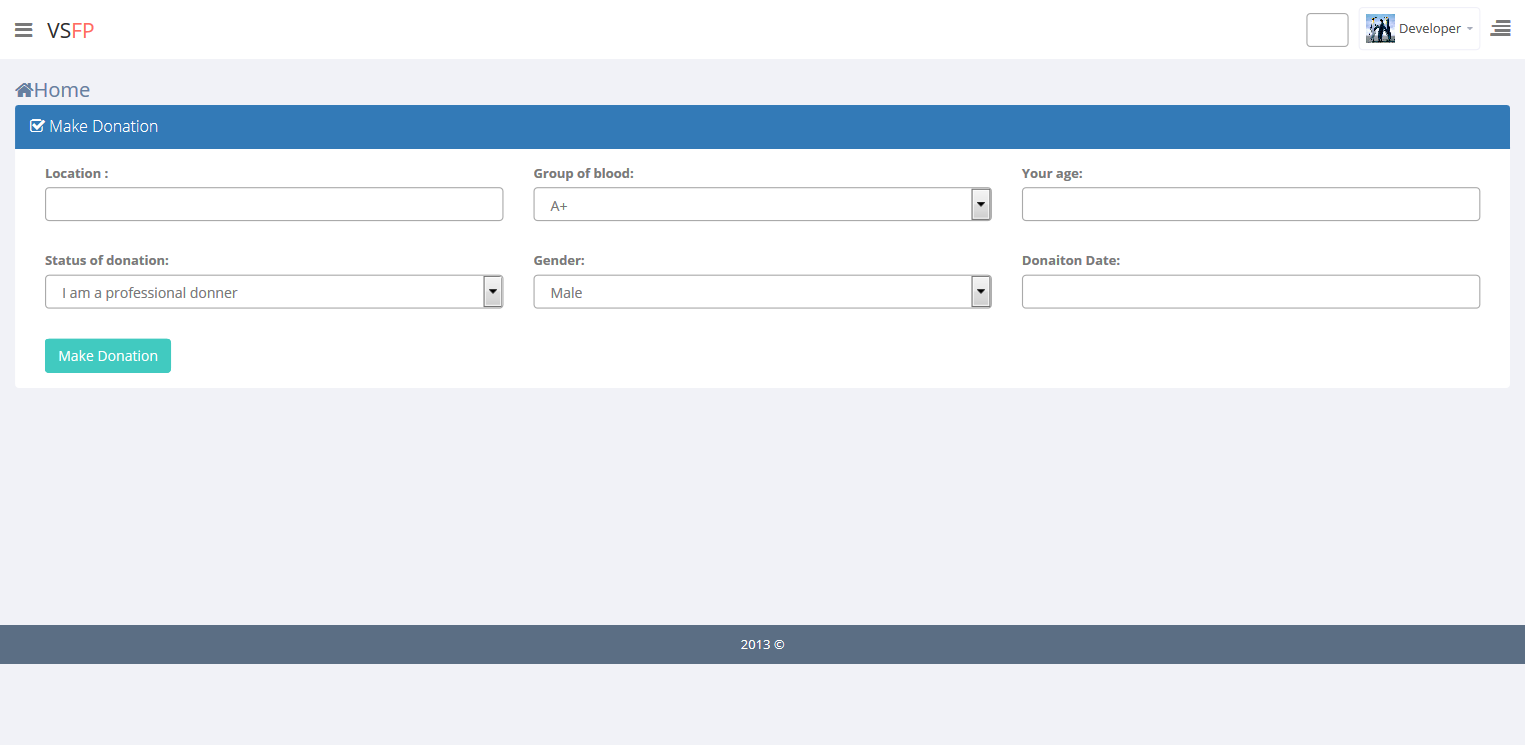 VSFP
Developer
Home
Make Donation
Location :
Group of blood:
Your age:
A+
Status of donation:
Gender:
Donaiton Date:
I am a professional donner
Male
Make Donation
2013 ©